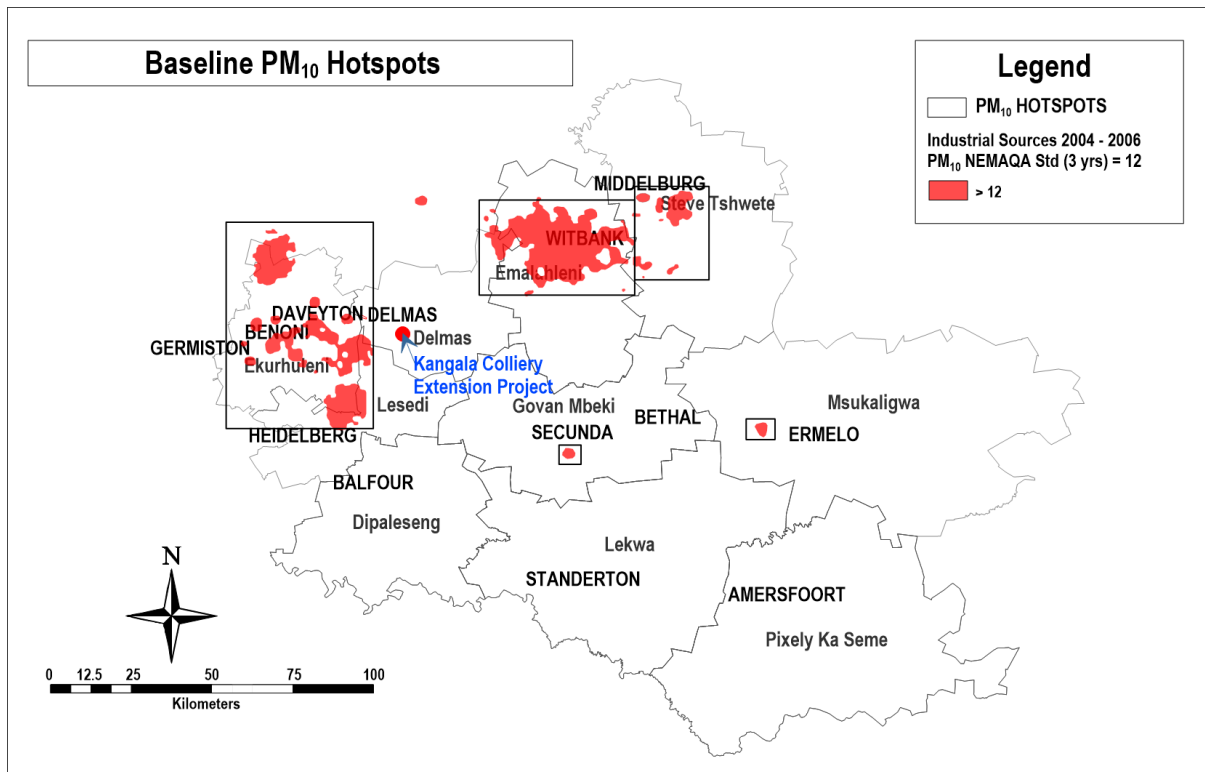 Baseline PM₁₀ Hotspots
Legend
PM₁₀ HOTSPOTS
Industrial Sources 2004 - 2006
PM₁₀ NEMAQA Std (3 yrs) = 12
> 12
MIDDELBURG
Steve Tshwete
WITBANK
Emalahleni
DAVEYTON
DELMAS
BENONI
Delmas
GERMISTON
Ekurhuleni
Kangala Colliery
Extension Project
Lesedi
Govan Mbeki
BETHAL
Msukaligwa
HEIDELBERG
SECUNDA
ERMELO
BALFOUR
Dipaleseng
Lekwa
STANDERTON
AMERSFOORT
Pixely Ka Seme
N
0 12.5 25 50 75 100
Kilometers